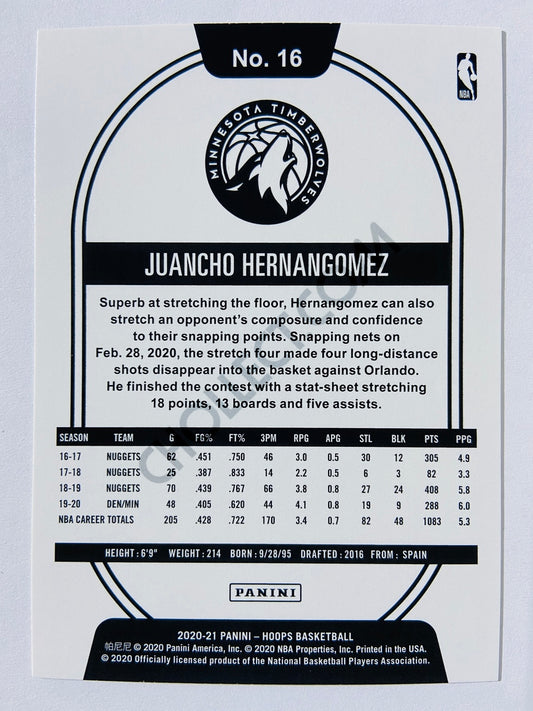 No. 16
NBA
MINNESOTA TIMBERWOLVES
JUANCHO HERNANGOMEZ
Superb at stretching the floor, Hernangomez can also
stretch an opponent's composure and confidence
to their snapping points. Snapping nets on
Feb. 28, 2020, the stretch four made four long-distance
shots disappear into the basket against Orlando.
He finished the contest with a stat-sheet stretching
18 points, 13 boards and five assists.
CHOLLECT.COM
SEASON TEAM G FG% FT% 3PM RPG APG STL BLK PTS PPG
16-17 NUGGETS 62 .451 .750 46 3.0 0.5 30 12 305 4.9
17-18 NUGGETS 25 .387 .833 14 2.2 0.5 6 3 82 3.3
18-19 NUGGETS 70 .439 .767 66 3.8 0.8 27 24 408 5.8
19-20 DEN/MIN 48 .405 .620 44 4.1 0.8 19 9 288 6.0
NBA CAREER TOTALS 205 .428 .722 170 3.4 0.7 82 48 1083 5.3
HEIGHT: 6'9" WEIGHT: 214 BORN: 9/28/95 DRAFTED: 2016 FROM: SPAIN
PANINI
2020-21 PANINI – HOOPS BASKETBALL
帕尼尼 © 2020 Panini America, Inc. © 2020 NBA Properties, Inc. Printed in the USA.
© 2020 Officially licensed product of the National Basketball Players Association.